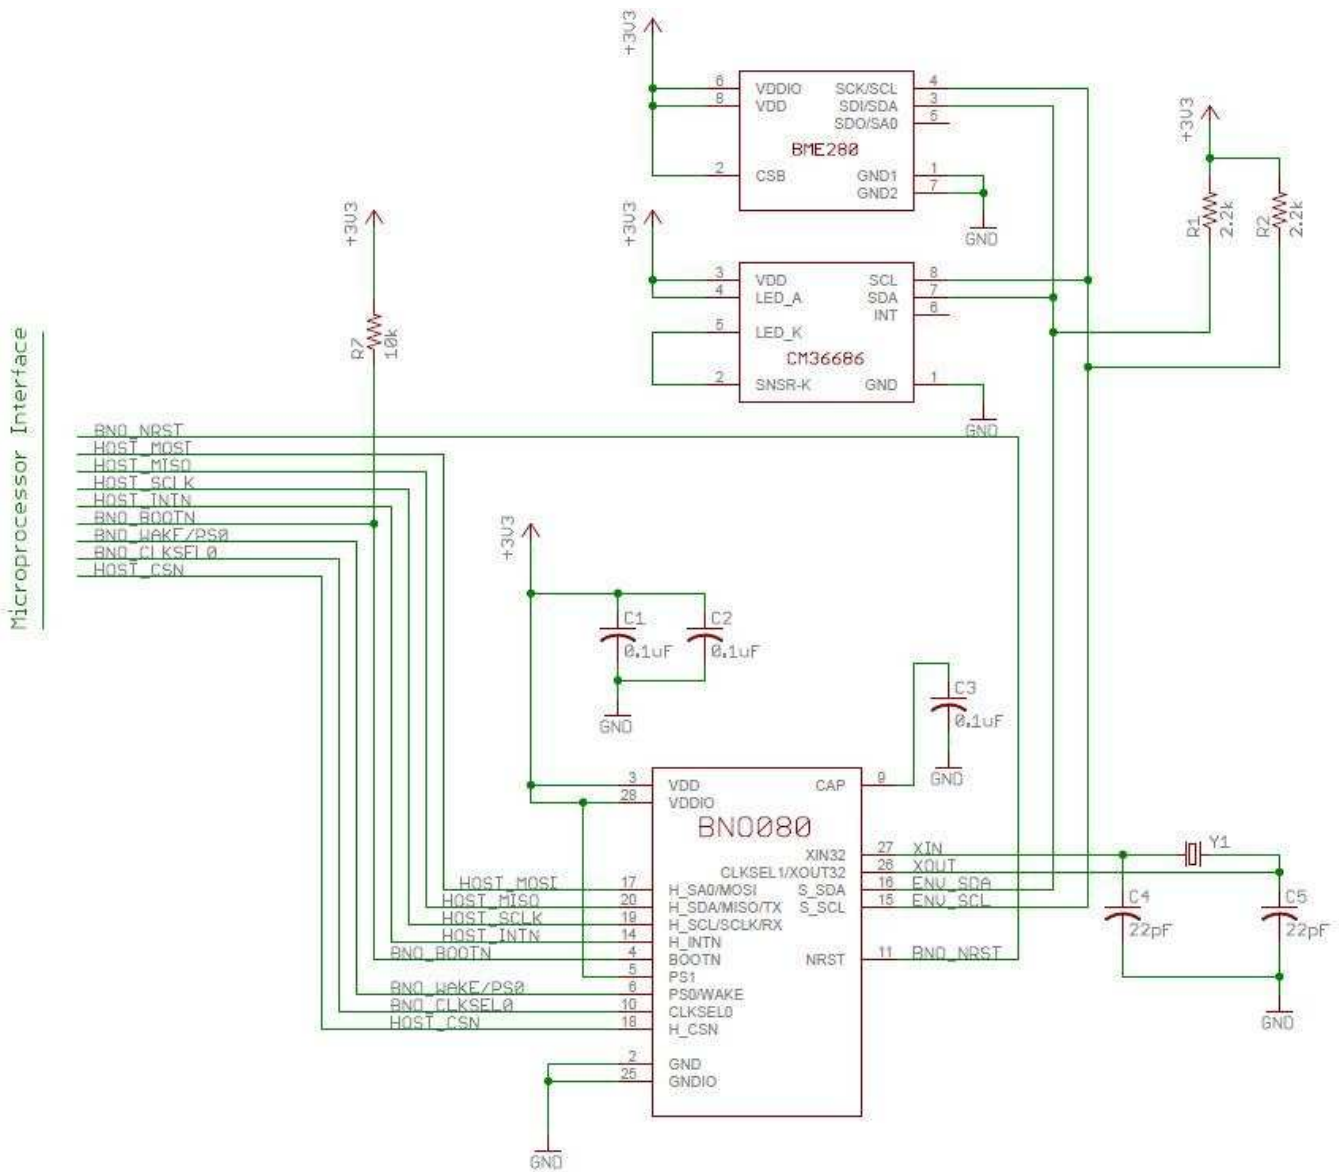 +3V3
6 VDDIO SCK/SCL 4
8 VDD SDI/SDA 3
SDO/SA0 5
BME280
2 CSB GND1 1
GND2 7
GND
+3V3
R1 2.2k
R2 2.2k
+3V3
3 VDD SCL 8
4 LED_A SDA 7
INT 6
5 LED_K
CM36686
2 SNSR-K GND 1
GND
+3V3
R7 10k
Microprocessor Interface
BNO_NRST
HOST_MOSI
HOST_MISO
HOST_SCLK
HOST_INTN
BNO_BOOTN
BNO_WAKE/PS0
BNO_CLKSEL0
HOST_CSN
+3V3
C1 C2
0.1uF 0.1uF
GND
C3
0.1uF
GND
3 VDD CAP 9
28 VDDIO
BNO080
XIN32 27 XIN Y1
CLKSEL1/XOUT32 26 XOUT
HOST_MOSI 17 H_SA0/MOSI S_SDA 16 ENV_SDA
HOST_MISO 20 H_SDA/MISO/TX S_SCL 15 ENV_SCL
HOST_SCLK 19 H_SCL/SCLK/RX
HOST_INTN 14 H_INTN
BNO_BOOTN 4 BOOTN NRST 11 BNO_NRST
5 PS1
BNO_WAKE/PS0 6 PS0/WAKE
BNO_CLKSEL0 10 CLKSEL0
HOST_CSN 18 H_CSN
C4 C5
22pF 22pF
GND
2 GND
25 GNDIO
GND